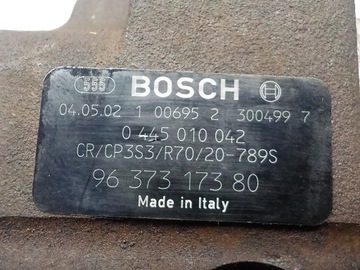 555 BOSCH
04.05.02 1 00695 2 300499 7
0 445 010 042
CR/CP3S3/R70/20-789S
96 373 173 80
Made in Italy